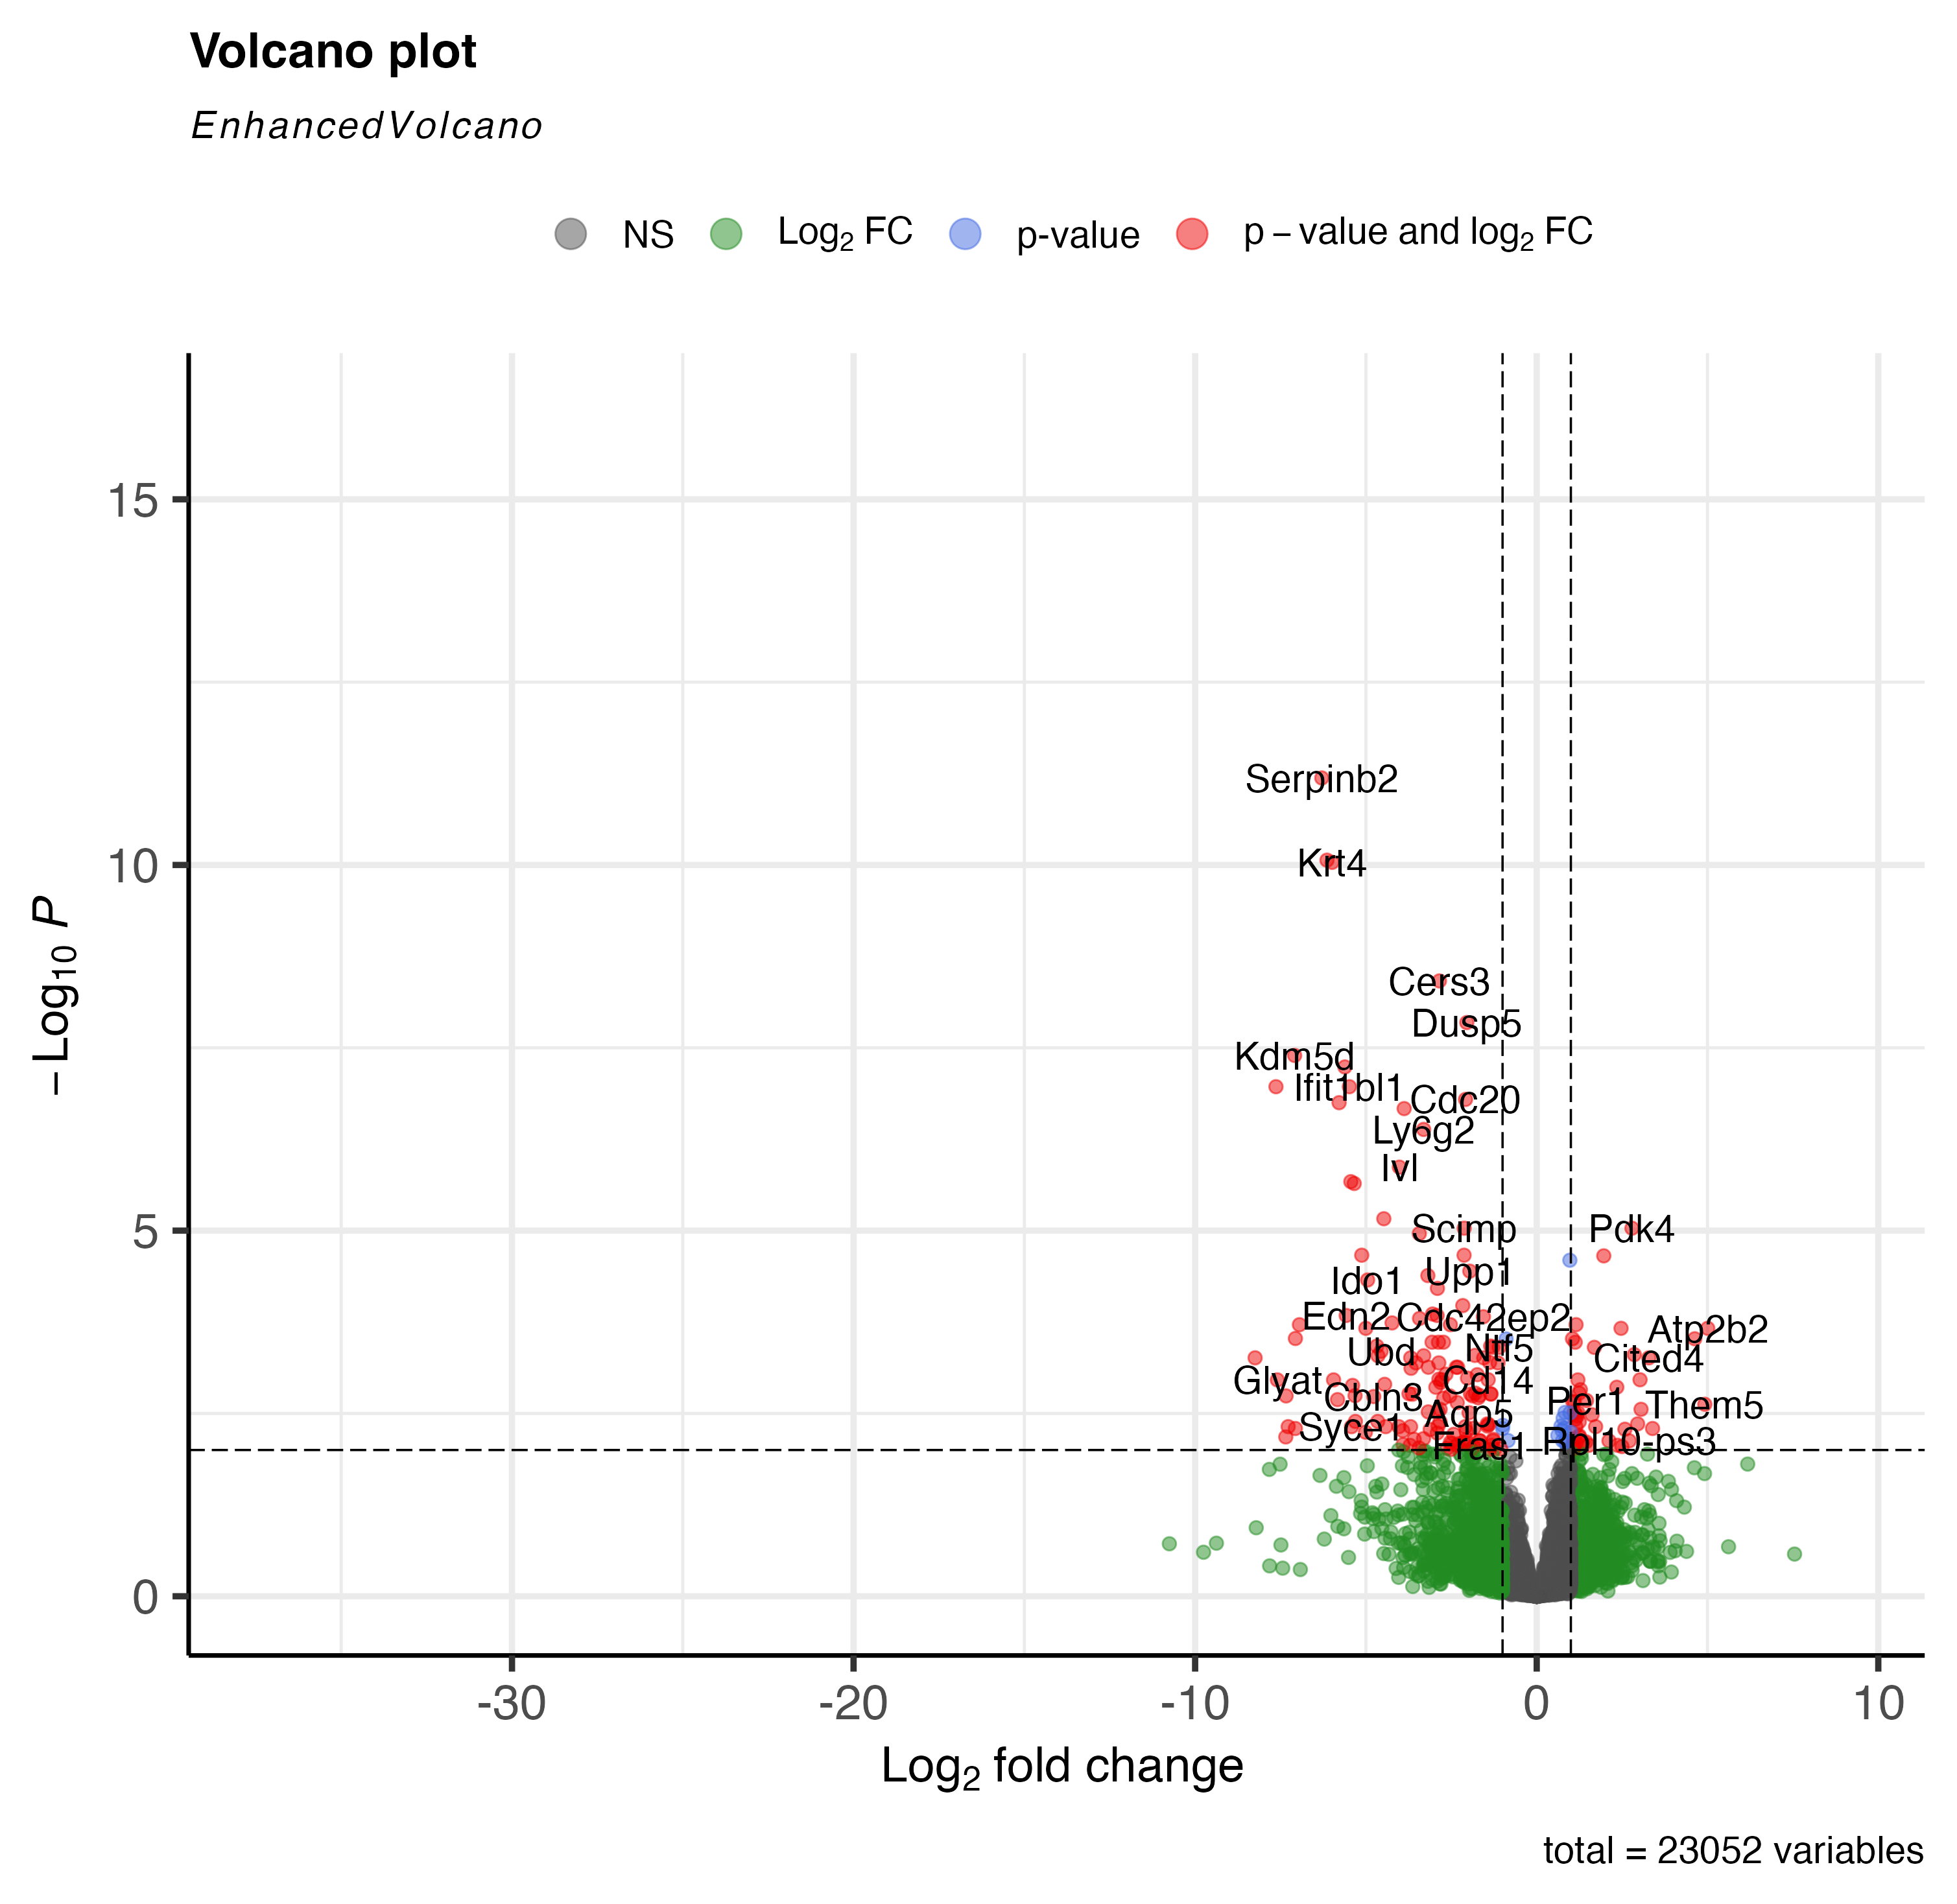 Volcano plot
EnhancedVolcano
NS Log₂ FC p-value p – value and log₂ FC
15
10
5
0
–Log₁₀ P
Serpinb2
Krt4
Cers3
Dusp5
Kdm5d
Ifit1bl1
Cdc20
Ly6g2
Ivl
Scimp
Pdk4
Upp1
Ido1
Edn2
Cdc42ep2
Atp2b2
Ubd
Ntf5
Cited4
Glyat
Cd14
Cbln3
Per1
Them5
Aqp5
Syce1
Fras1
Rpl10-ps3
-30 -20 -10 0 10
Log₂ fold change
total = 23052 variables